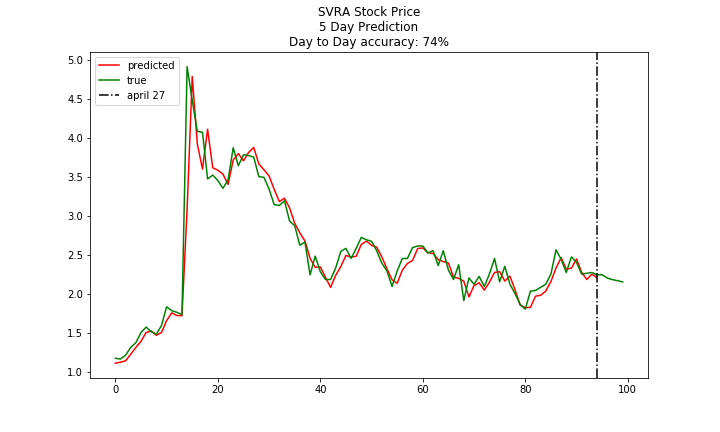 SVRA Stock Price
5 Day Prediction
Day to Day accuracy: 74%
predicted
true
april 27
5.0
4.5
4.0
3.5
3.0
2.5
2.0
1.5
1.0
0
20
40
60
80
100